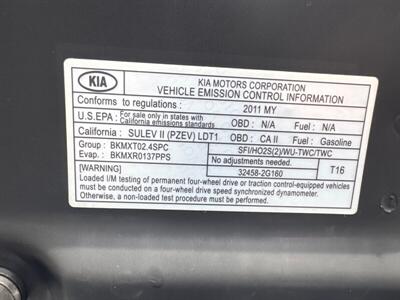 KIA
KIA MOTORS CORPORATION
VEHICLE EMISSION CONTROL INFORMATION
Conforms to regulations : 2011 MY
U.S.EPA : For sale only in states with California emissions standards OBD : N/A Fuel : N/A
California : SULEV II (PZEV) LDT1 OBD : CA II Fuel : Gasoline
Group : BKMXT02.4SPC SFI/HO2S(2)/WU-TWC/TWC
Evap. : BKMXR0137PPS
[WARNING] 32458-2G160 T16
Loaded I/M testing of permanent four-wheel drive or traction control-equipped vehicles
must be conducted on a four-wheel drive speed synchronized dynamometer.
Otherwise, a non-loaded test procedure must be used.